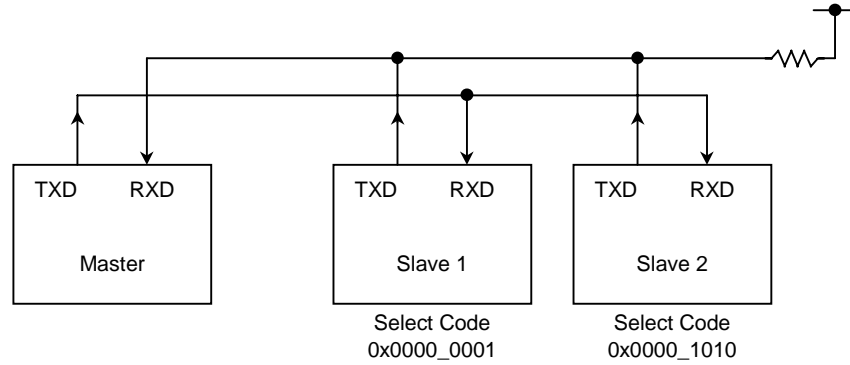 TXD RXD TXD RXD TXD RXD
Master Slave 1 Slave 2
Select Code Select Code
0x0000_0001 0x0000_1010